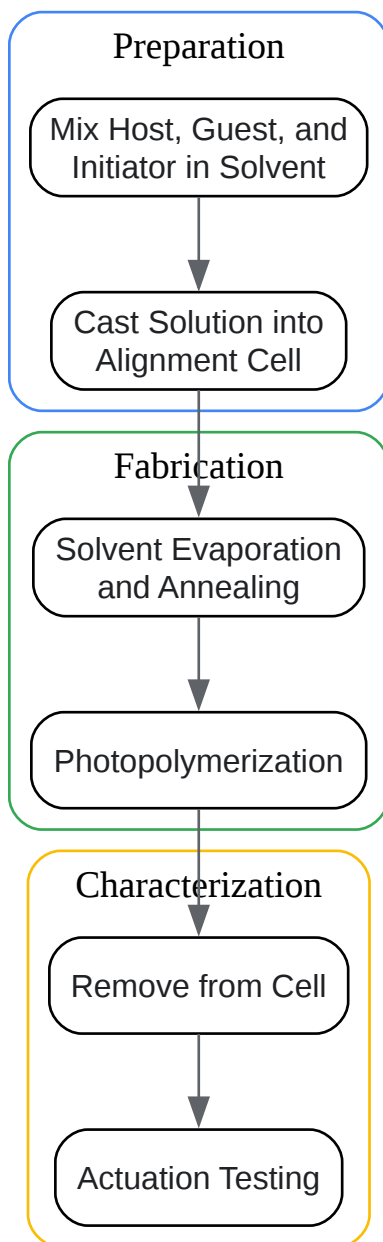 Preparation
Mix Host, Guest, and
Initiator in Solvent
Cast Solution into
Alignment Cell
Fabrication
Solvent Evaporation
and Annealing
Photopolymerization
Characterization
Remove from Cell
Actuation Testing